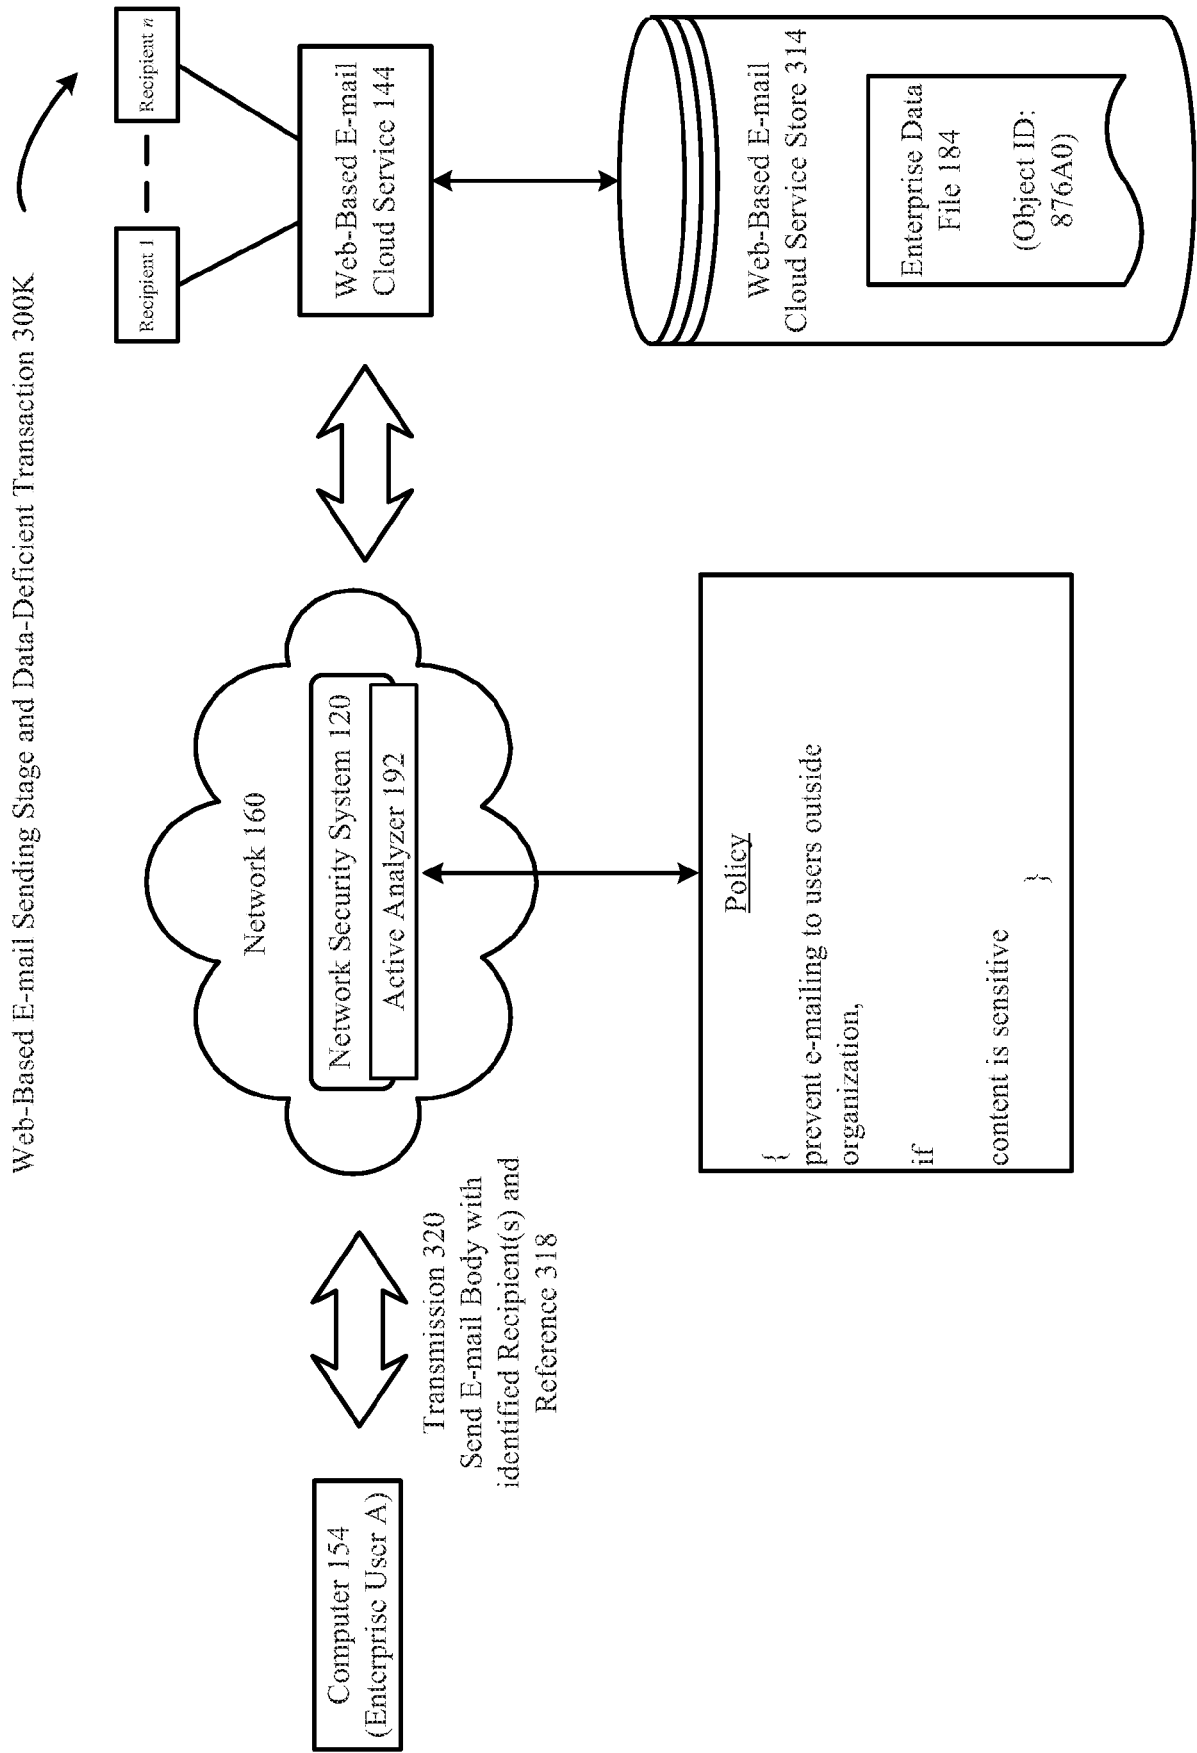 Web-Based E-mail Sending Stage and Data-Deficient Transaction 300K
Computer 154
(Enterprise User A)
Transmission 320
Send E-mail Body with
identified Recipient(s) and
Reference 318
Network 160
Network Security System 120
Active Analyzer 192
Policy
{
prevent e-mailing to users outside
organization,
if
content is sensitive
}
Recipient 1
Recipient n
Web-Based E-mail
Cloud Service 144
Web-Based E-mail
Cloud Service Store 314
Enterprise Data
File 184
(Object ID:
876A0)